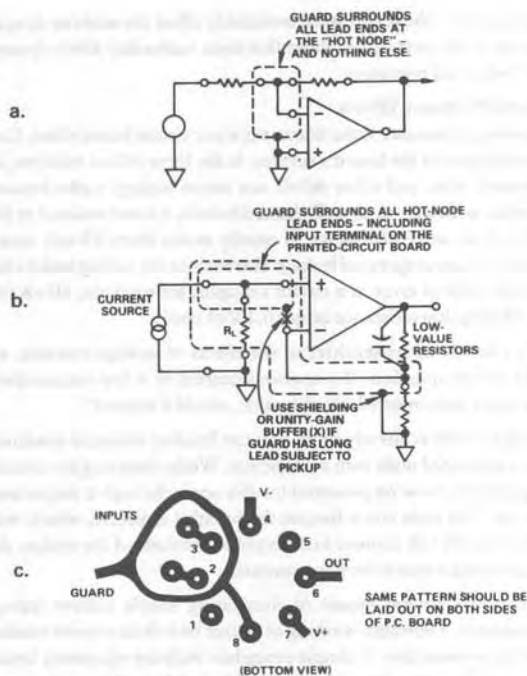 GUARD SURROUNDS
ALL LEAD ENDS AT
THE "HOT NODE" –
AND NOTHING ELSE.
a.
–
+
GUARD SURROUNDS ALL HOT-NODE
LEAD ENDS – INCLUDING
INPUT TERMINAL ON THE
PRINTED-CIRCUIT BOARD
b.
CURRENT
SOURCE
RL
X
+
–
LOW-
VALUE
RESISTORS
USE SHIELDING
OR UNITY-GAIN
BUFFER (X) IF
GUARD HAS LONG
LEAD SUBJECT TO
PICKUP
c.
INPUTS
GUARD
V-
4
3
5
2
OUT
6
1
8
7
V+
SAME PATTERN SHOULD BE
LAID OUT ON BOTH SIDES
OF P.C. BOARD
(BOTTOM VIEW)